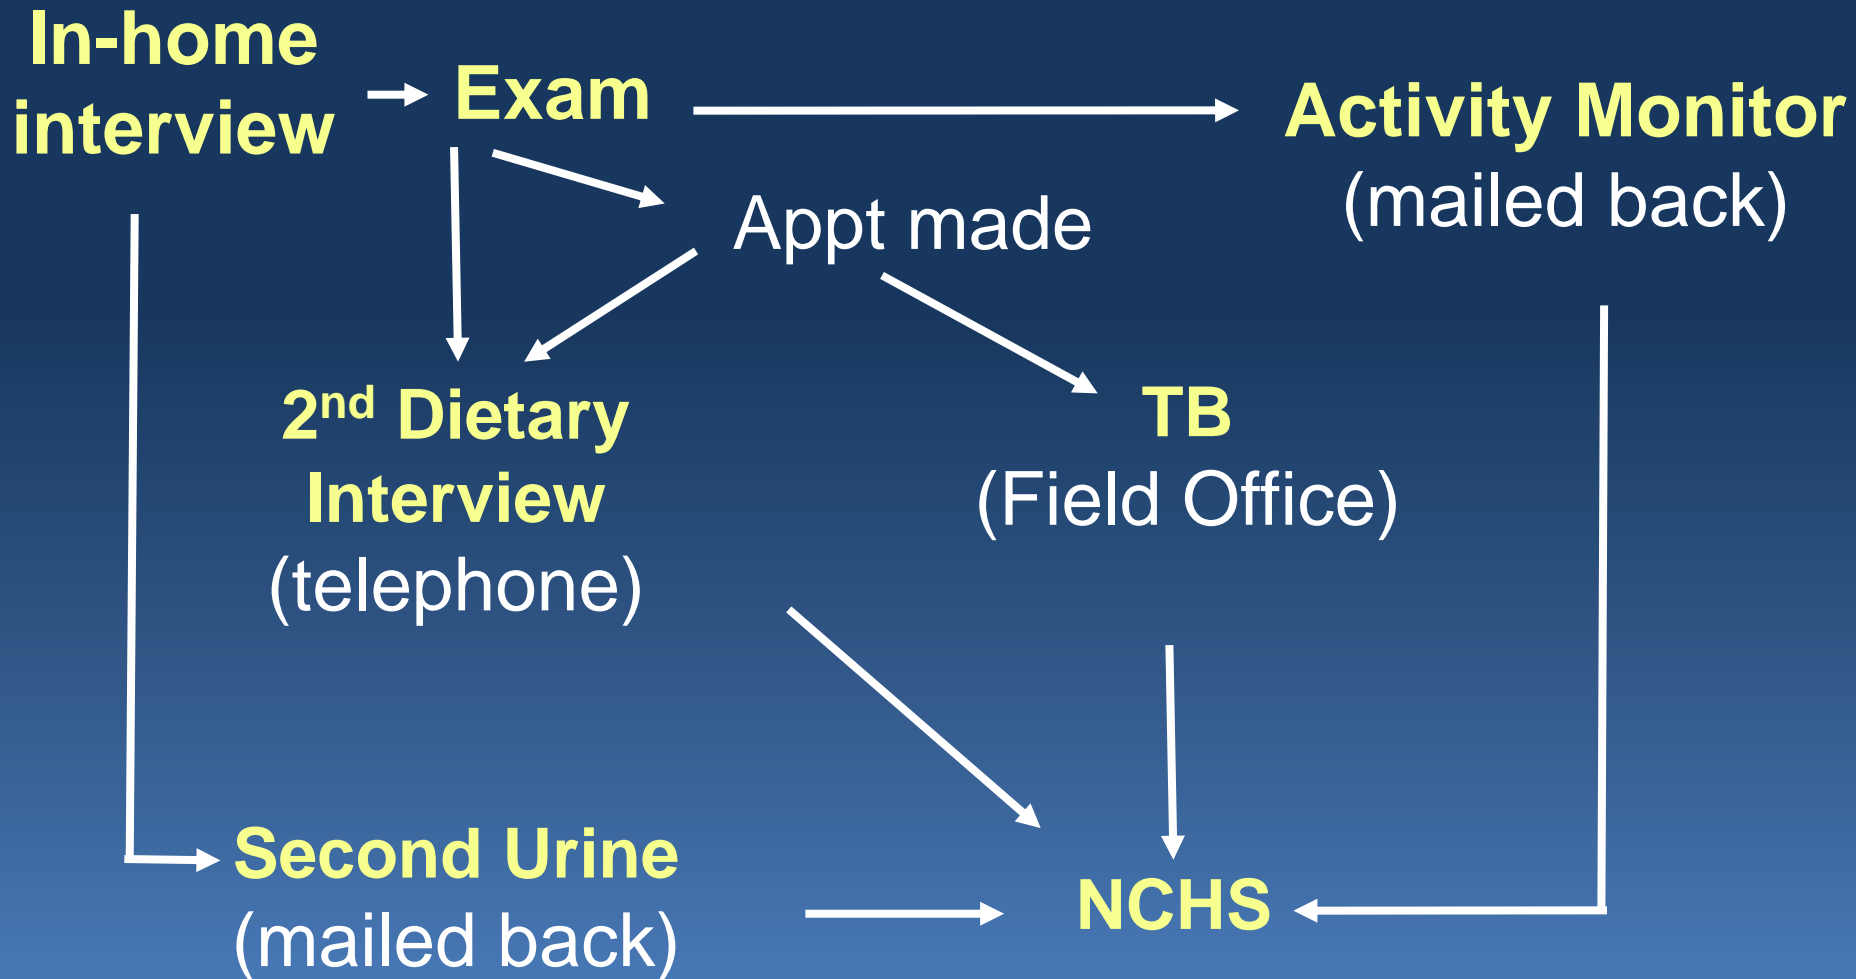 In-home
interview
Exam
Activity Monitor
(mailed back)
Appt made
2nd Dietary
Interview
(telephone)
TB
(Field Office)
Second Urine
(mailed back)
NCHS